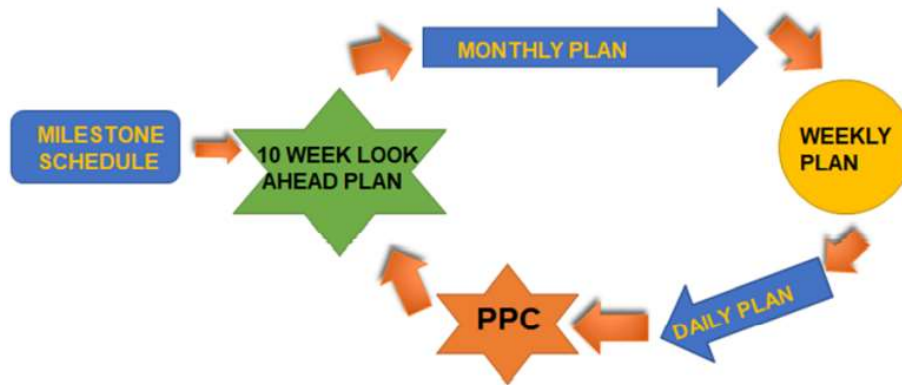 MILESTONE
SCHEDULE
10 WEEK LOOK
AHEAD PLAN
MONTHLY PLAN
WEEKLY
PLAN
DAILY PLAN
PPC